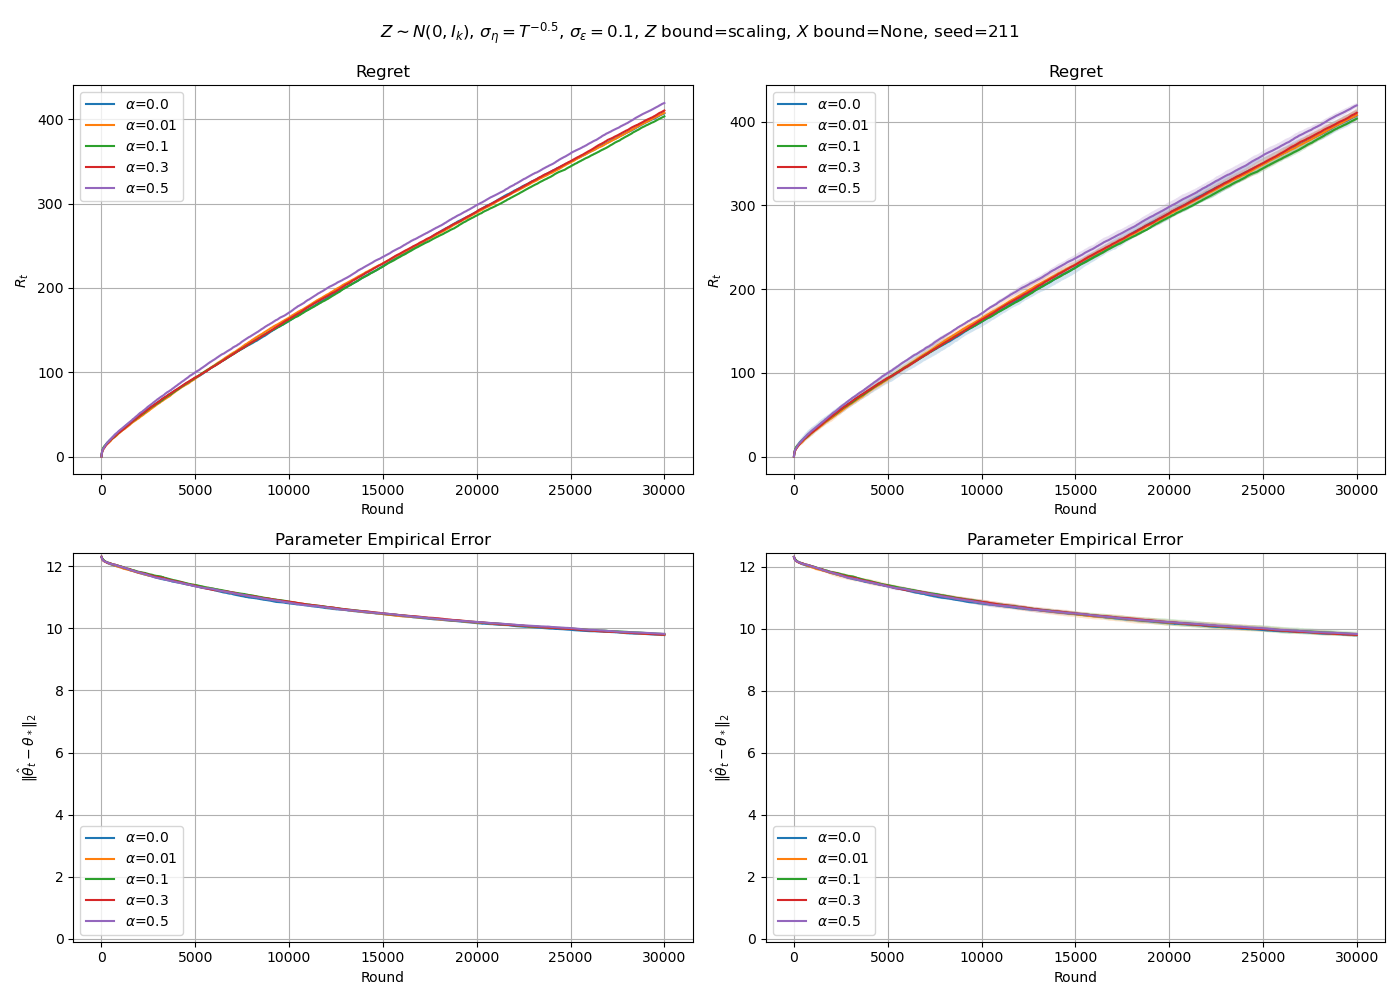 Z ∼ N(0, I_k), σ_η = T^{−0.5}, σ_ε = 0.1, Z bound=scaling, X bound=None, seed=211
Regret
R_t
400
300
200
100
0
α=0.0
α=0.01
α=0.1
α=0.3
α=0.5
0 5000 10000 15000 20000 25000 30000
Round
Regret
R_t
400
300
200
100
0
α=0.0
α=0.01
α=0.1
α=0.3
α=0.5
0 5000 10000 15000 20000 25000 30000
Round
Parameter Empirical Error
‖θ̂_t − θ_*‖_2
12
10
8
6
4
2
0
α=0.0
α=0.01
α=0.1
α=0.3
α=0.5
0 5000 10000 15000 20000 25000 30000
Round
Parameter Empirical Error
‖θ̂_t − θ_*‖_2
12
10
8
6
4
2
0
α=0.0
α=0.01
α=0.1
α=0.3
α=0.5
0 5000 10000 15000 20000 25000 30000
Round